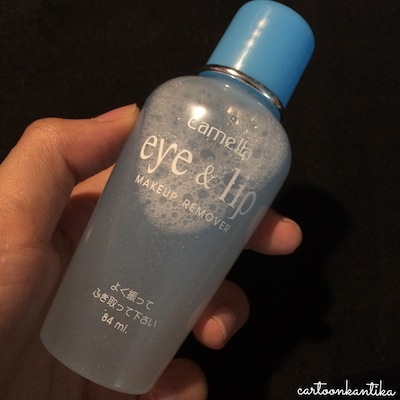 camella
eye & lip
MAKEUP REMOVER
よく振って
ふき取って下さい
84 ml.
cartoonkantika